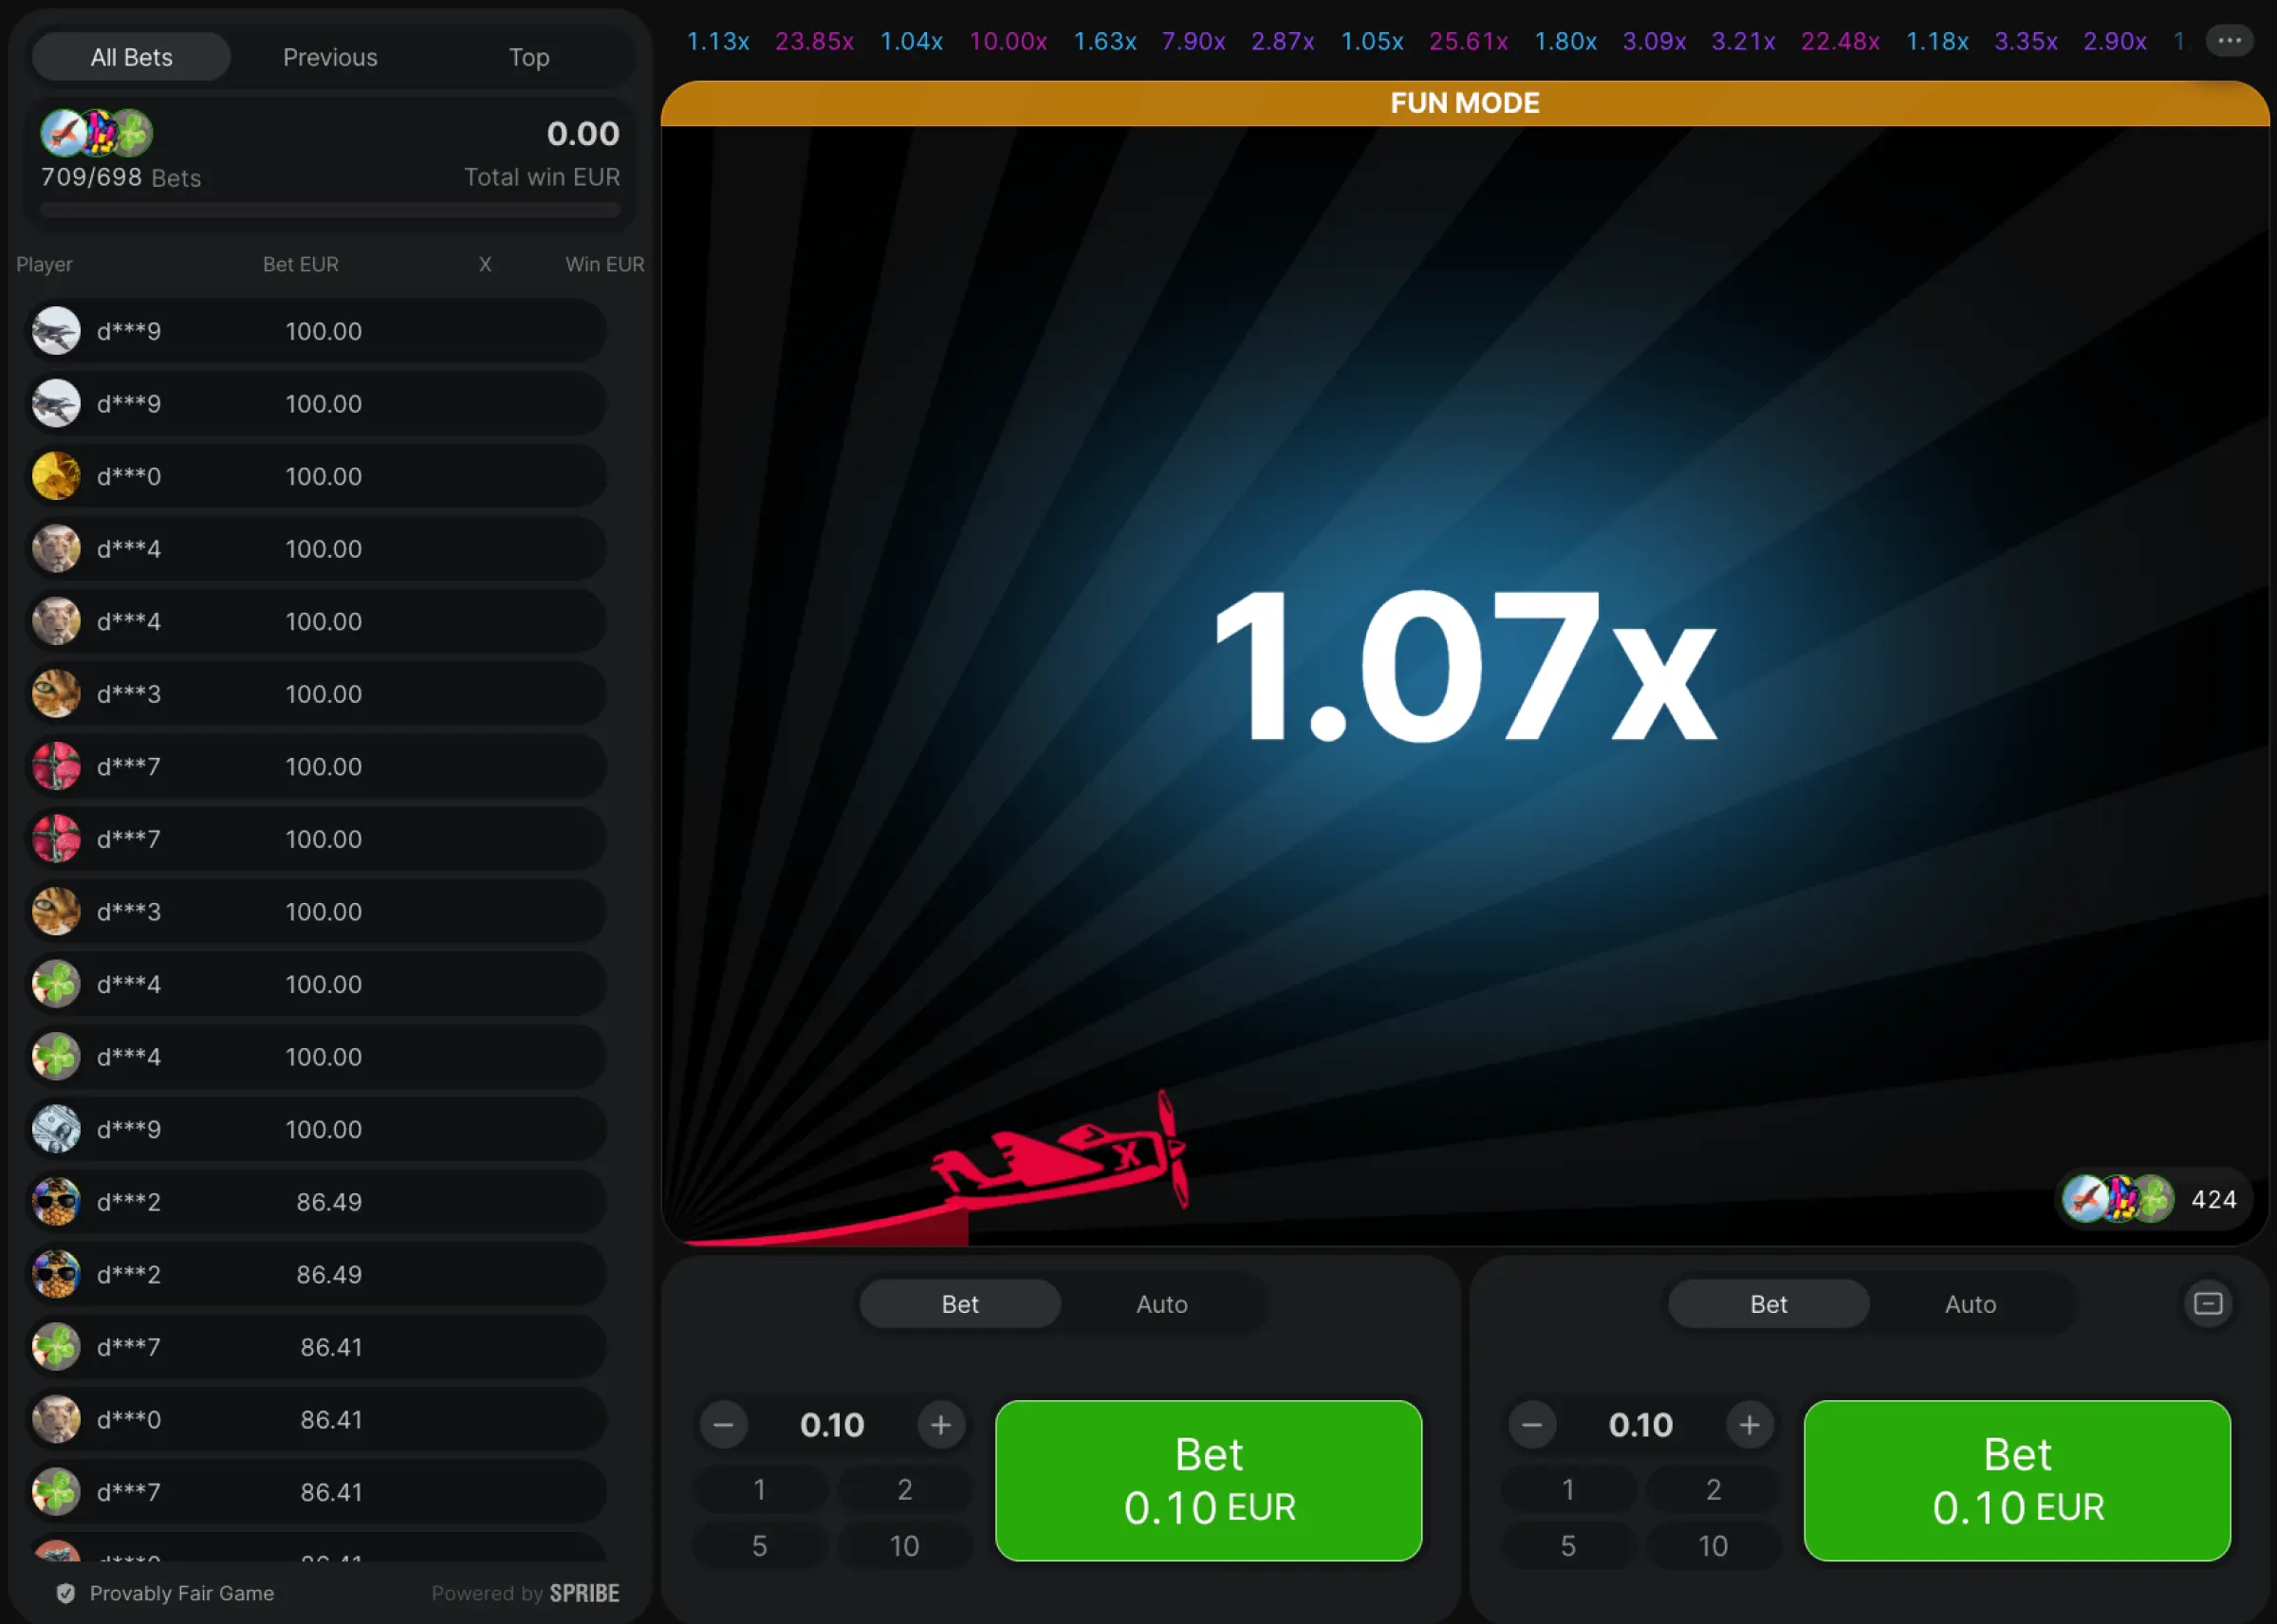 All Bets Previous Top
0.00
709/698 Bets Total win EUR
Player Bet EUR X Win EUR
d***9 100.00
d***9 100.00
d***0 100.00
d***4 100.00
d***4 100.00
d***3 100.00
d***7 100.00
d***7 100.00
d***3 100.00
d***4 100.00
d***4 100.00
d***9 100.00
d***2 86.49
d***2 86.49
d***7 86.41
d***0 86.41
d***7 86.41
Provably Fair Game Powered by SPRIBE
1.13x 23.85x 1.04x 10.00x 1.63x 7.90x 2.87x 1.05x 25.61x 1.80x 3.09x 3.21x 22.48x 1.18x 3.35x 2.90x
FUN MODE
1.07x
X
424
Bet Auto
0.10
1 2
5 10
Bet
0.10 EUR
Bet Auto
0.10
1 2
5 10
Bet
0.10 EUR